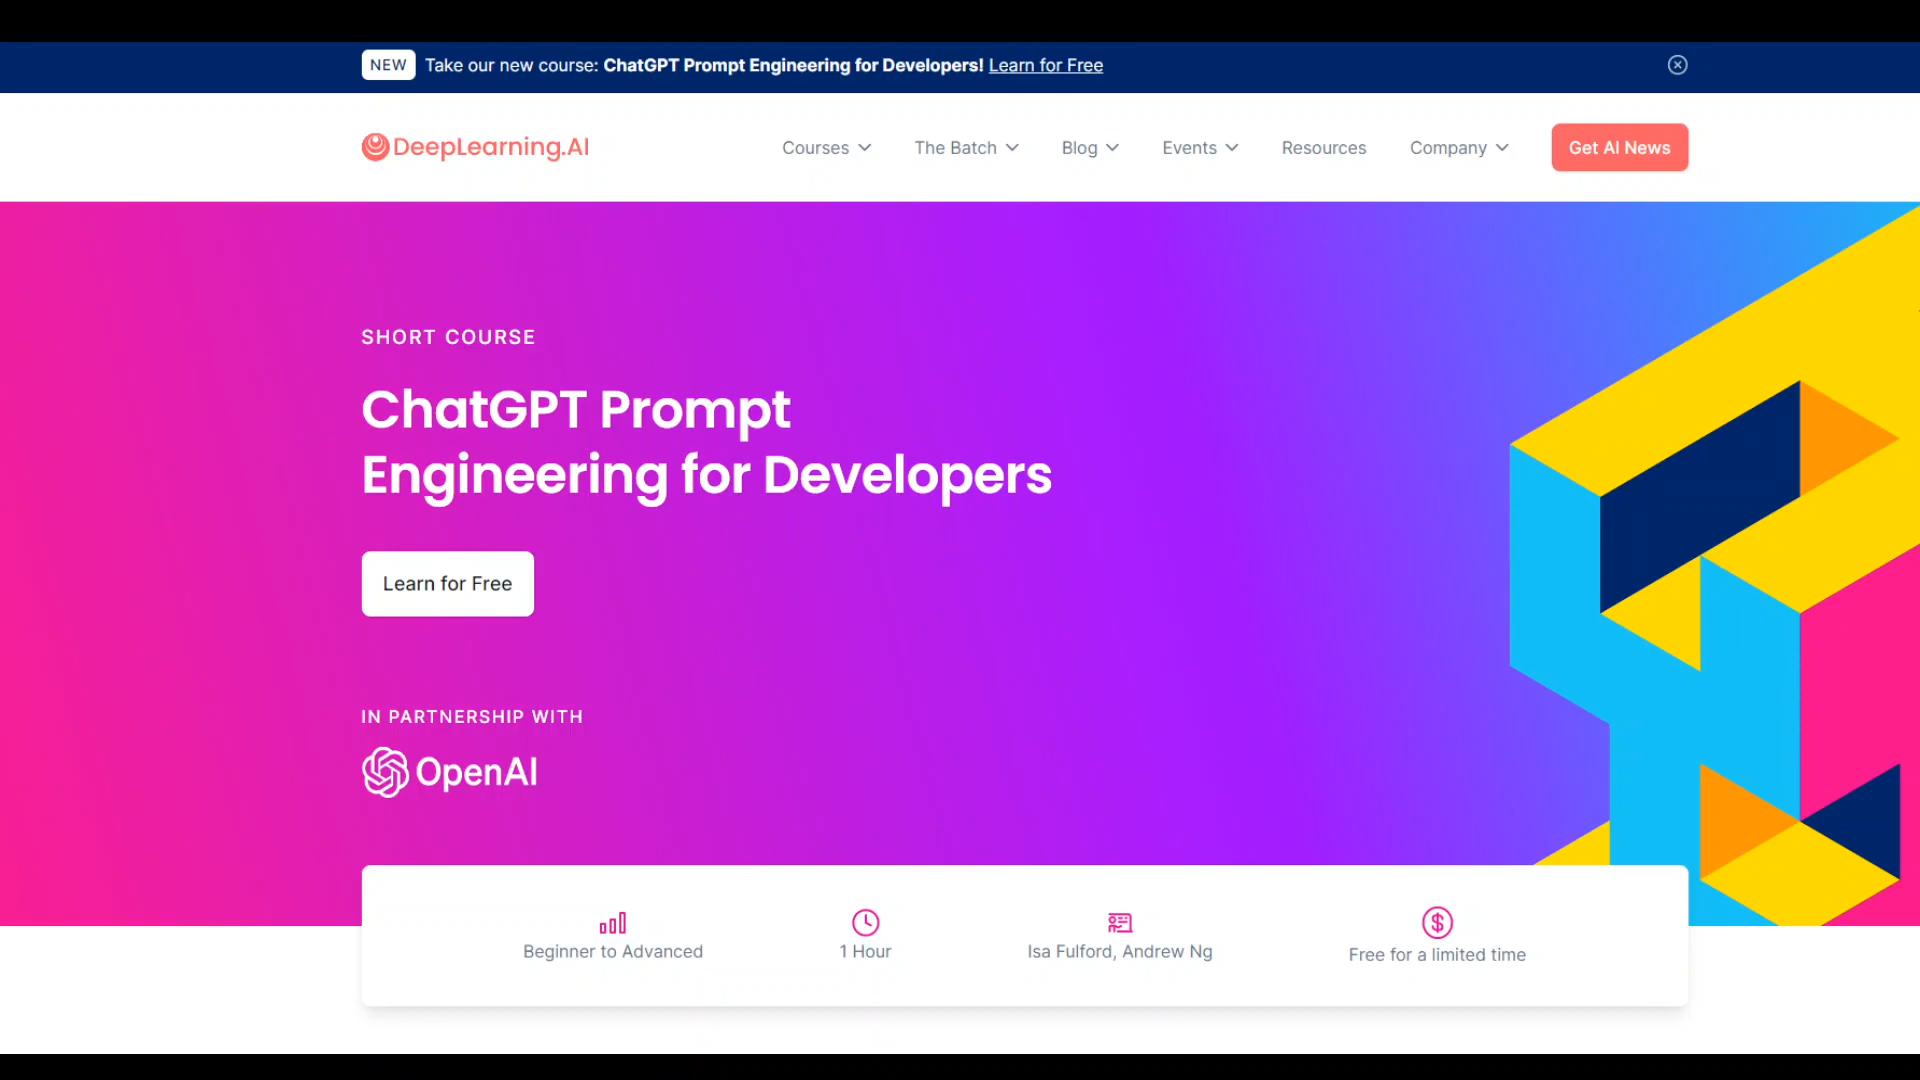 NEW Take our new course: ChatGPT Prompt Engineering for Developers! Learn for Free
DeepLearning.AI Courses The Batch Blog Events Resources Company Get AI News
SHORT COURSE
ChatGPT Prompt
Engineering for Developers
Learn for Free
IN PARTNERSHIP WITH
OpenAI
Beginner to Advanced 1 Hour Isa Fulford, Andrew Ng Free for a limited time